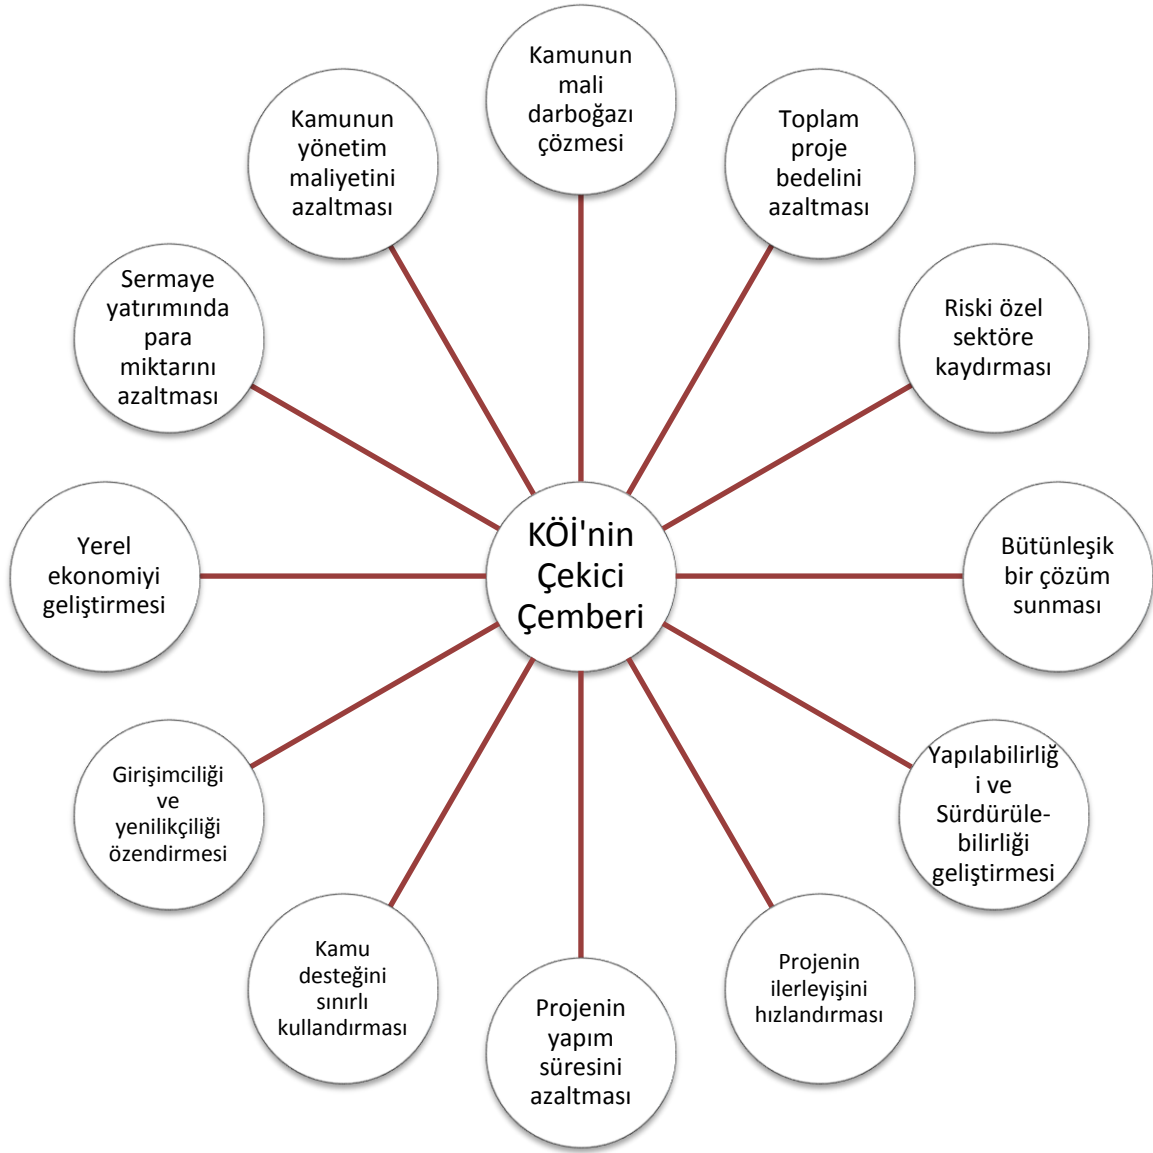 Kamunun
mali
darboğazı
çözmesi
Toplam
proje
bedelini
azaltması
Riski özel
sektöre
kaydırması
Bütünleşik
bir çözüm
sunması
Yapılabilirliğ
i ve
Sürdürüle-
bilirliği
geliştirmesi
Projenin
ilerleyişini
hızlandırması
Projenin
yapım
süresini
azaltması
Kamu
desteğini
sınırlı
kullandırması
Girişimciliği
ve
yenilikçiliği
özendirmesi
Yerel
ekonomiyi
geliştirmesi
Sermaye
yatırımında
para
miktarını
azaltması
Kamunun
yönetim
maliyetini
azaltması
KÖİ'nin
Çekici
Çemberi